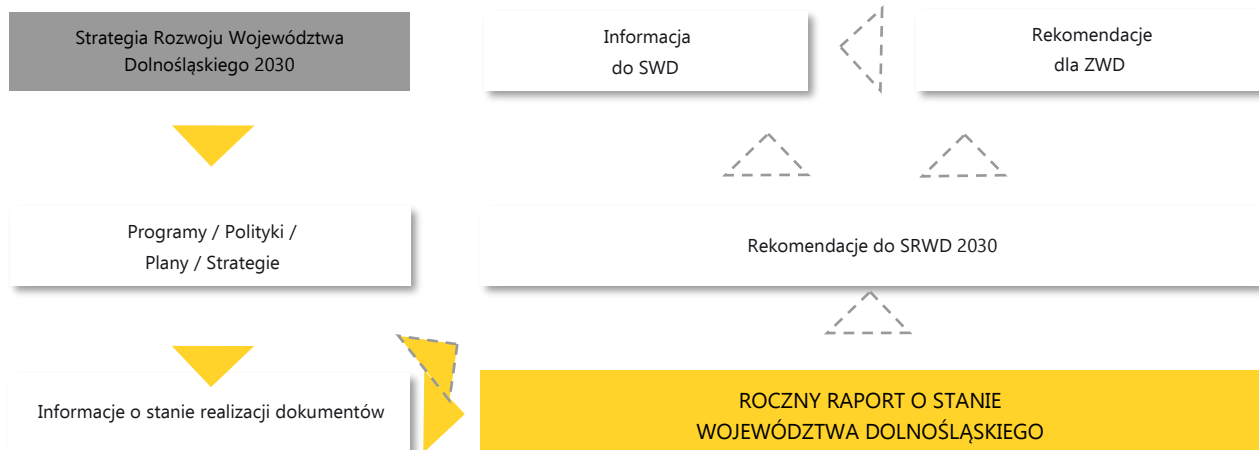 Strategia Rozwoju Województwa
Dolnośląskiego 2030
Informacja
do SWD
Rekomendacje
dla ZWD
Programy / Polityki /
Plany / Strategie
Rekomendacje do SRWD 2030
Informacje o stanie realizacji dokumentów
ROCZNY RAPORT O STANIE
WOJEWÓDZTWA DOLNOŚLĄSKIEGO